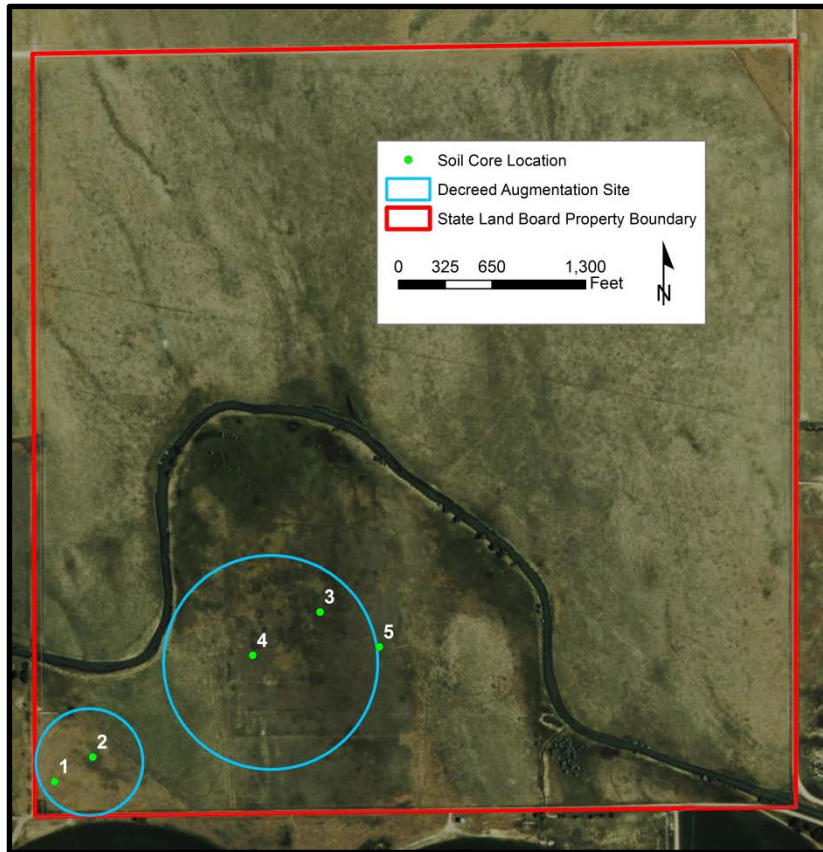 Soil Core Location
Decreed Augmentation Site
State Land Board Property Boundary
0 325 650 1,300
Feet
N
3
5
4
2
1